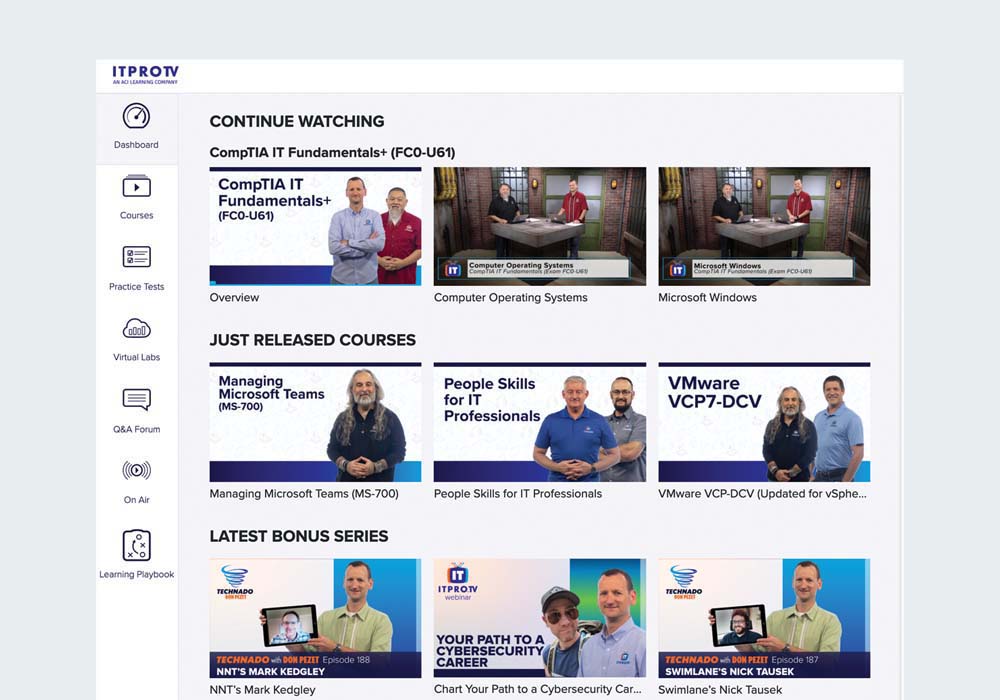 ITPROTV
AN ACI LEARNING COMPANY
Dashboard
Courses
Practice Tests
Virtual Labs
Q&A Forum
On Air
Learning Playbook
CONTINUE WATCHING
CompTIA IT Fundamentals+ (FC0-U61)
CompTIA IT
Fundamentals+
(FC0-U61)
Overview
IT
Computer Operating Systems
CompTIA IT Fundamentals (Exam FC0-U61)
Computer Operating Systems
IT
Microsoft Windows
CompTIA IT Fundamentals (Exam FC0-U61)
Microsoft Windows
JUST RELEASED COURSES
Managing
Microsoft Teams
(MS-700)
Managing Microsoft Teams (MS-700)
People Skills
for IT
Professionals
People Skills for IT Professionals
VMware
VCP7-DCV
VMware VCP-DCV (Updated for vSphe...
LATEST BONUS SERIES
TECHNADO
DON PEZET
TECHNADO with DON PEZET Episode 188
NNT'S MARK KEDGLEY
NNT's Mark Kedgley
IT
ITPRO.TV
webinar
YOUR PATH TO A
CYBERSECURITY
CAREER
Chart Your Path to a Cybersecurity Car...
TECHNADO
DON PEZET
TECHNADO with DON PEZET Episode 187
SWIMLANE'S NICK TAUSEK
Swimlane's Nick Tausek